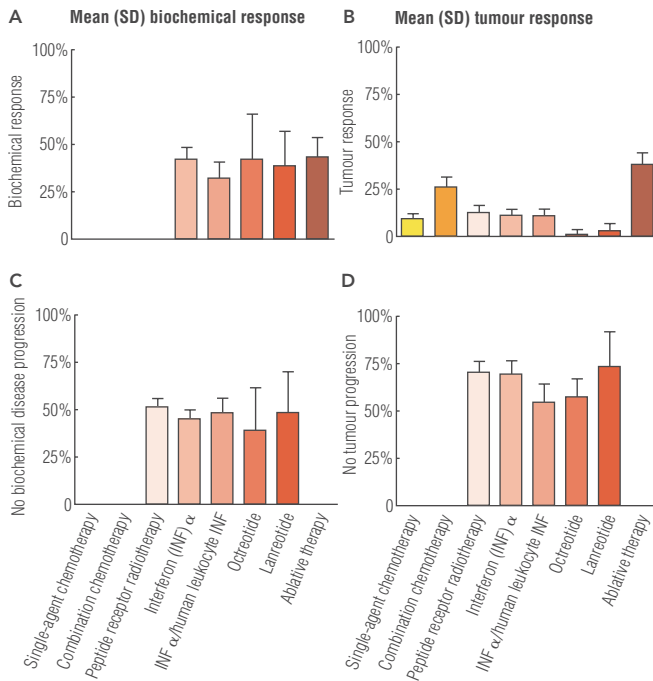 A Mean (SD) biochemical response
Biochemical response
100%
75%
50%
25%
0
B Mean (SD) tumour response
Tumour response
100%
75%
50%
25%
0
C
No biochemical disease progression
100%
75%
50%
25%
0
Single-agent chemotherapy
Combination chemotherapy
Peptide receptor radiotherapy
Interferon (INF) α
INF α/human leukocyte INF
Octreotide
Lanreotide
Ablative therapy
D
No tumour progression
100%
75%
50%
25%
0
Single-agent chemotherapy
Combination chemotherapy
Peptide receptor radiotherapy
Interferon (INF) α
INF α/human leukocyte INF
Octreotide
Lanreotide
Ablative therapy